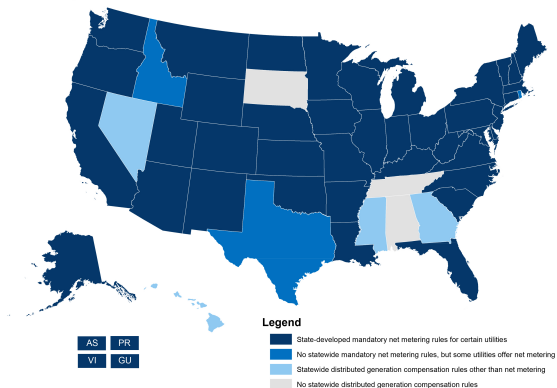 AS PR
VI GU
Legend
State-developed mandatory net metering rules for certain utilities
No statewide mandatory net metering rules, but some utilities offer net metering
Statewide distributed generation compensation rules other than net metering
No statewide distributed generation compensation rules